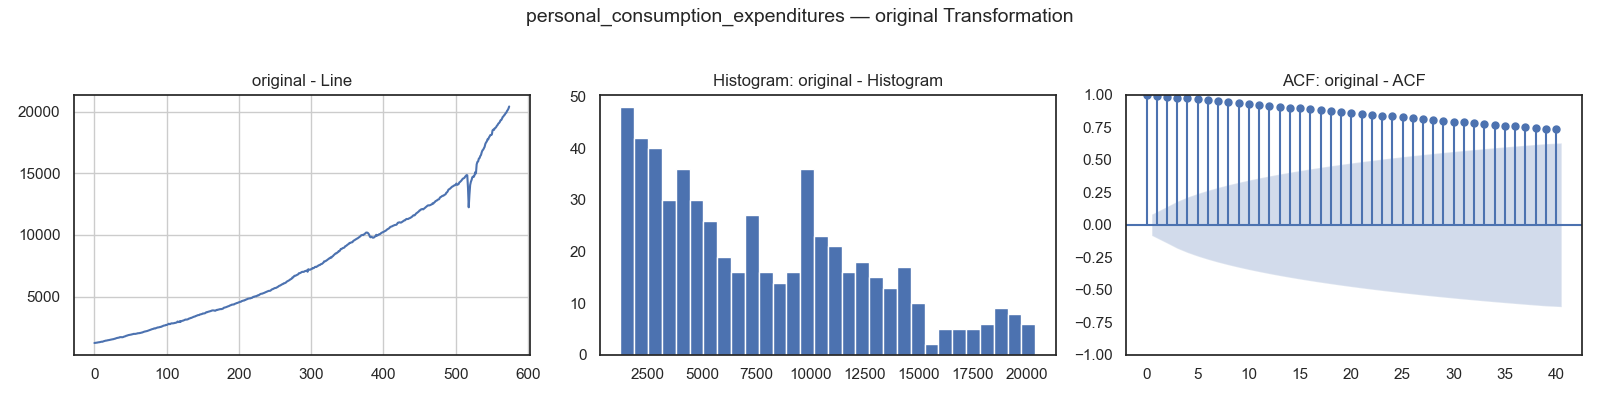 personal_consumption_expenditures — original Transformation
original - Line
20000
15000
10000
5000
0 100 200 300 400 500 600
Histogram: original - Histogram
50
40
30
20
10
0
2500 5000 7500 10000 12500 15000 17500 20000
ACF: original - ACF
1.00
0.75
0.50
0.25
0.00
−0.25
−0.50
−0.75
−1.00
0 5 10 15 20 25 30 35 40